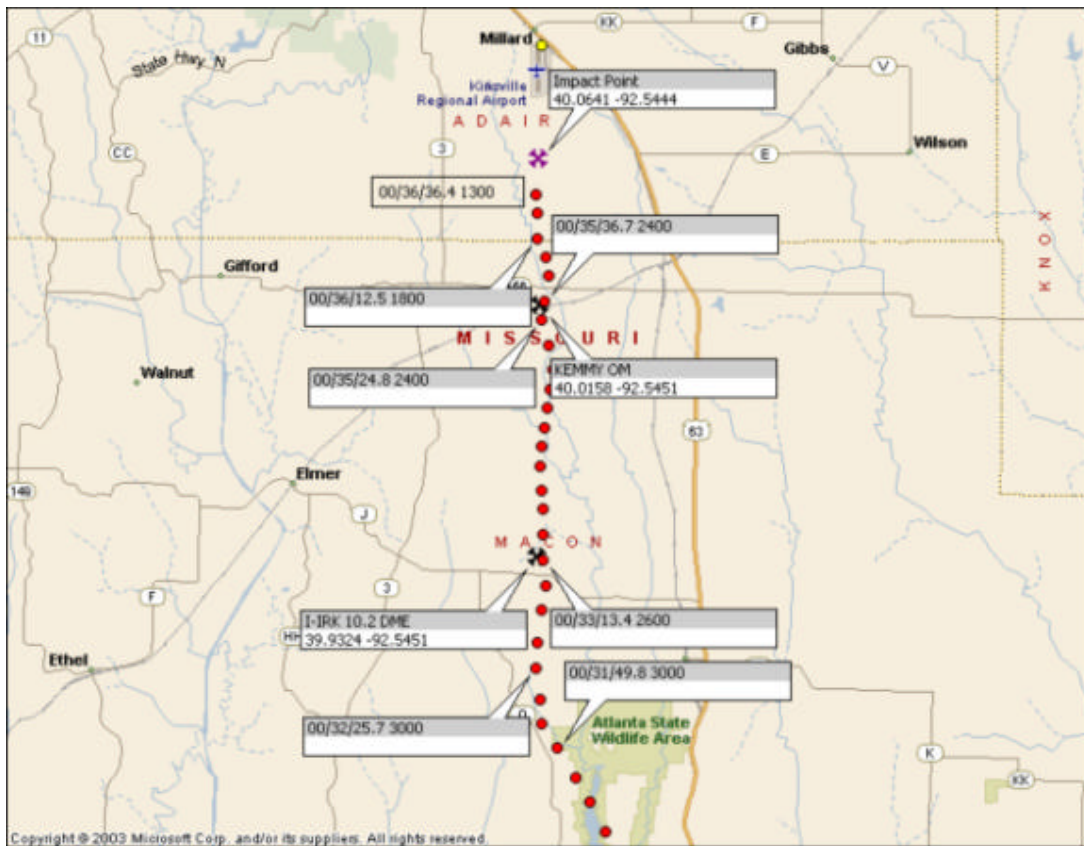 KK
F
11
Millard
Gibbs
State Hwy. N
V
Kirksville
Regional Airport
Impact Point
40.0641 -92.5444
ADAIR
Wilson
CC
3
E
00/36/36.4 1300
00/35/36.7 2400
KNOX
Gifford
00/36/12.5 1800
MISSOURI
Walnut
00/35/24.8 2400
KEMMY OM
40.0158 -92.5451
63
Elmer
149
J
MACON
3
F
I-IRK 10.2 DME
39.9324 -92.5451
00/33/13.4 2600
HH
Ethel
00/31/49.8 3000
00/32/25.7 3000
Atlanta State
Wildlife Area
K
KK
Copyright © 2003 Microsoft Corp. and/or its suppliers. All rights reserved.